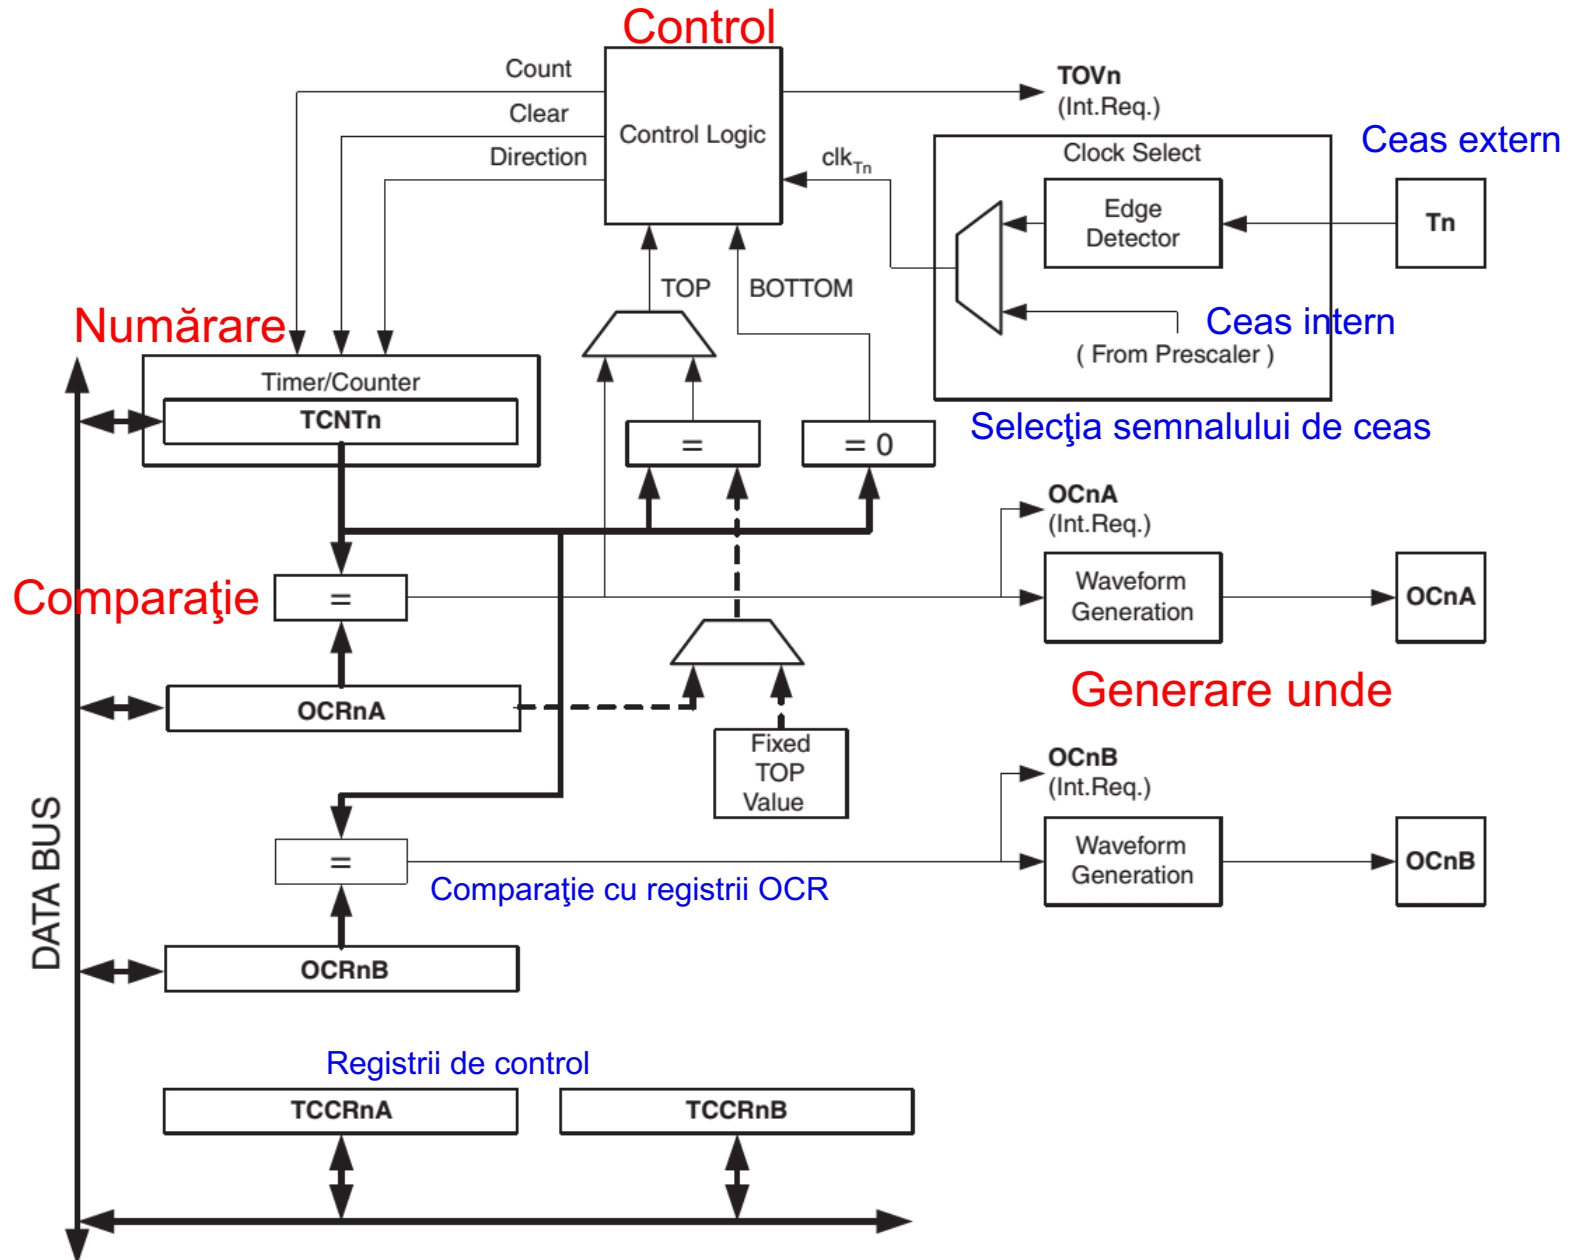 Control
Count
Clear
Direction
Control Logic
TOVn
(Int.Req.)
clkTn
Clock Select
Edge
Detector
Tn
Ceas extern
TOP
BOTTOM
Ceas intern
( From Prescaler )
Numărare
Timer/Counter
TCNTn
=
= 0
Selecţia semnalului de ceas
OCnA
(Int.Req.)
Comparaţie
=
Waveform
Generation
OCnA
OCRnA
Generare unde
Fixed
TOP
Value
OCnB
(Int.Req.)
=
Waveform
Generation
OCnB
Comparaţie cu registrii OCR
DATA BUS
OCRnB
Registrii de control
TCCRnA
TCCRnB